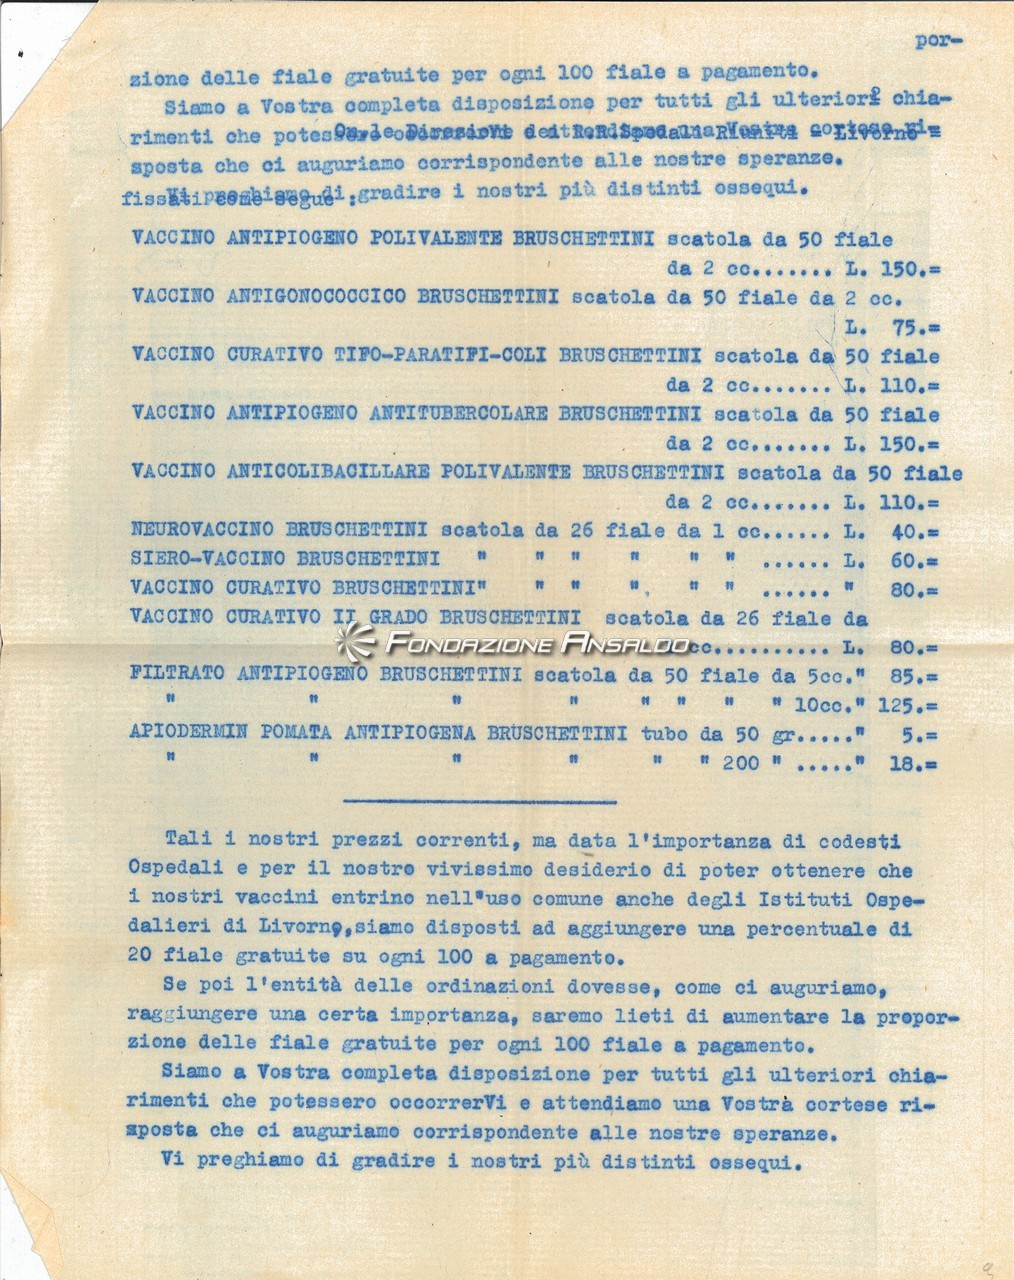 por-
zione delle fiale gratuite per ogni 100 fiale a pagamento.
Siamo a Vostra completa disposizione per tutti gli ulteriori chia-
rimenti che
sposta che ci auguriamo corrispondente alle nostre speranze.
Vi preghiamo di gradire i nostri più distinti ossequi.
fissati come segue :
VACCINO ANTIPIOGENO POLIVALENTE BRUSCHETTINI scatola da 50 fiale
da 2 cc....... L. 150.=
VACCINO ANTIGONOCOCCICO BRUSCHETTINI scatola da 50 fiale da 2 cc.
L. 75.=
VACCINO CURATIVO TIFO-PARATIFI-COLI BRUSCHETTINI scatola da 50 fiale
da 2 cc....... L. 110.=
VACCINO ANTIPIOGENO ANTITUBERCOLARE BRUSCHETTINI scatola da 50 fiale
da 2 cc....... L. 150.=
VACCINO ANTICOLIBACILLARE POLIVALENTE BRUSCHETTINI scatola da 50 fiale
da 2 cc....... L. 110.=
NEUROVACCINO BRUSCHETTINI scatola da 26 fiale da 1 cc...... L. 40.=
SIERO-VACCINO BRUSCHETTINI " " " " " " ...... L. 60.=
VACCINO CURATIVO BRUSCHETTINI" " " " " " ...... " 80.=
VACCINO CURATIVO II GRADO BRUSCHETTINI scatola da 26 fiale da
FONDAZIONE ANSALDO
cc.......... L. 80.=
FILTRATO ANTIPIOGENO BRUSCHETTINI scatola da 50 fiale da 5cc." 85.=
" " " " " " " " 10cc." 125.=
APIODERMIN POMATA ANTIPIOGENA BRUSCHETTINI tubo da 50 gr....." 5.=
" " " " " " 200 " ....." 18.=
Tali i nostri prezzi correnti, ma data l'importanza di codesti
Ospedali e per il nostro vivissimo desiderio di poter ottenere che
i nostri vaccini entrino nell'uso comune anche degli Istituti Ospe-
dalieri di Livorno,siamo disposti ad aggiungere una percentuale di
20 fiale gratuite su ogni 100 a pagamento.
Se poi l'entità delle ordinazioni dovesse, come ci auguriamo,
raggiungere una certa importanza, saremo lieti di aumentare la propor-
zione delle fiale gratuite per ogni 100 fiale a pagamento.
Siamo a Vostra completa disposizione per tutti gli ulteriori chia-
rimenti che potessero occorrerVi e attendiamo una Vostra cortese ri-
sposta che ci auguriamo corrispondente alle nostre speranze.
Vi preghiamo di gradire i nostri più distinti ossequi.